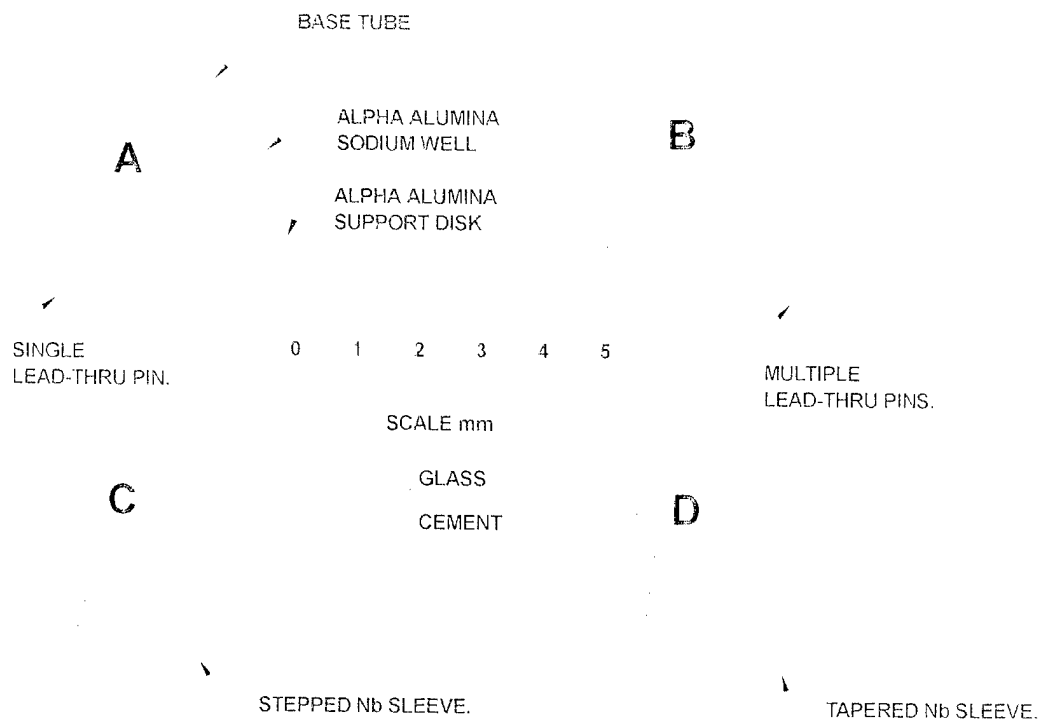 BASE TUBE
A
ALPHA ALUMINA
SODIUM WELL
B
ALPHA ALUMINA
SUPPORT DISK
SINGLE
LEAD-THRU PIN.
0 1 2 3 4 5
SCALE mm
MULTIPLE
LEAD-THRU PINS.
C
GLASS
CEMENT
D
STEPPED Nb SLEEVE.
TAPERED Nb SLEEVE.